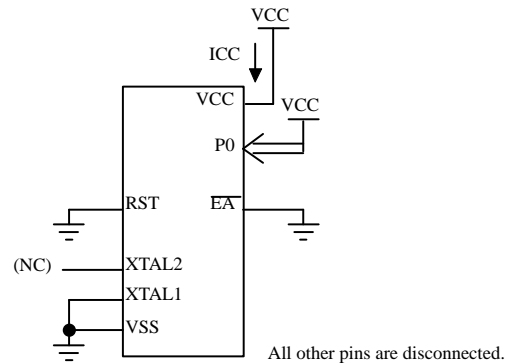 VCC
ICC
VCC
VCC
P0
RST
EA
(NC)
XTAL2
XTAL1
VSS
All other pins are disconnected.